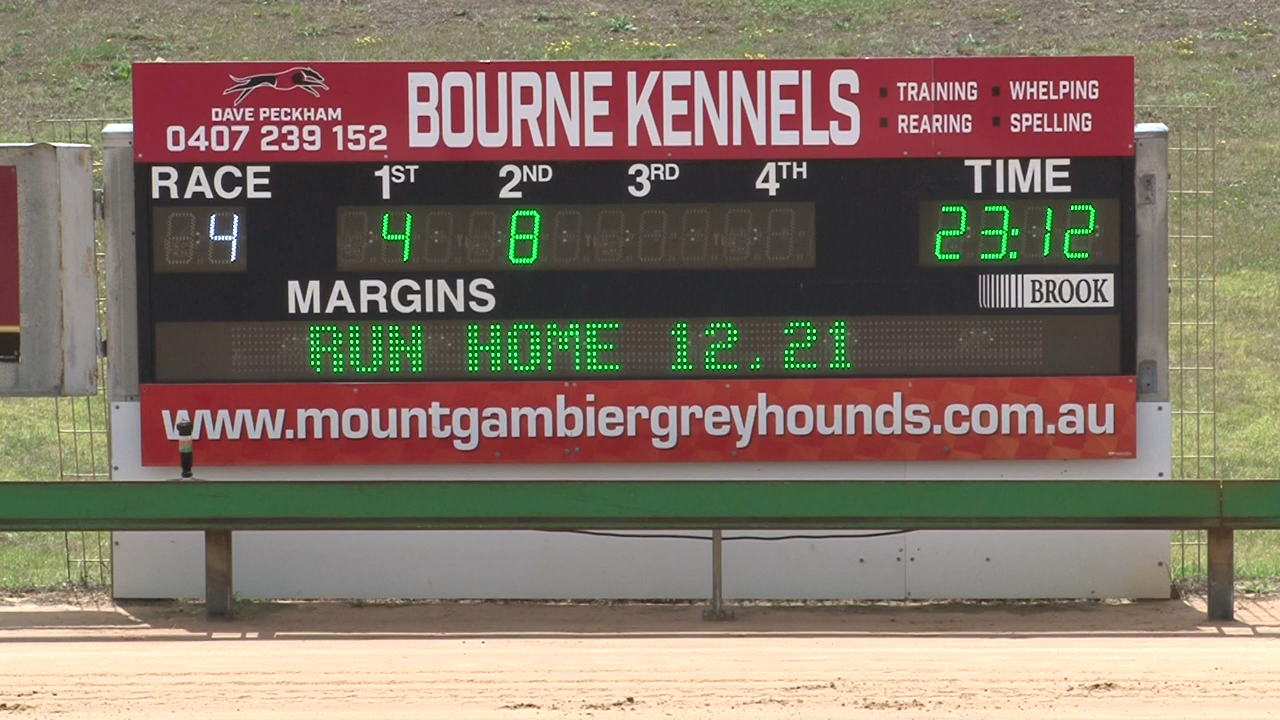 BOURNE KENNELS
DAVE PECKHAM
0407 239 152
TRAINING
WHELPING
REARING
SPELLING
RACE 1ST 2ND 3RD 4TH TIME
4 4 8 23:12
MARGINS
BROOK
RUN HOME 12.21
www.mountgambiergreyhounds.com.au